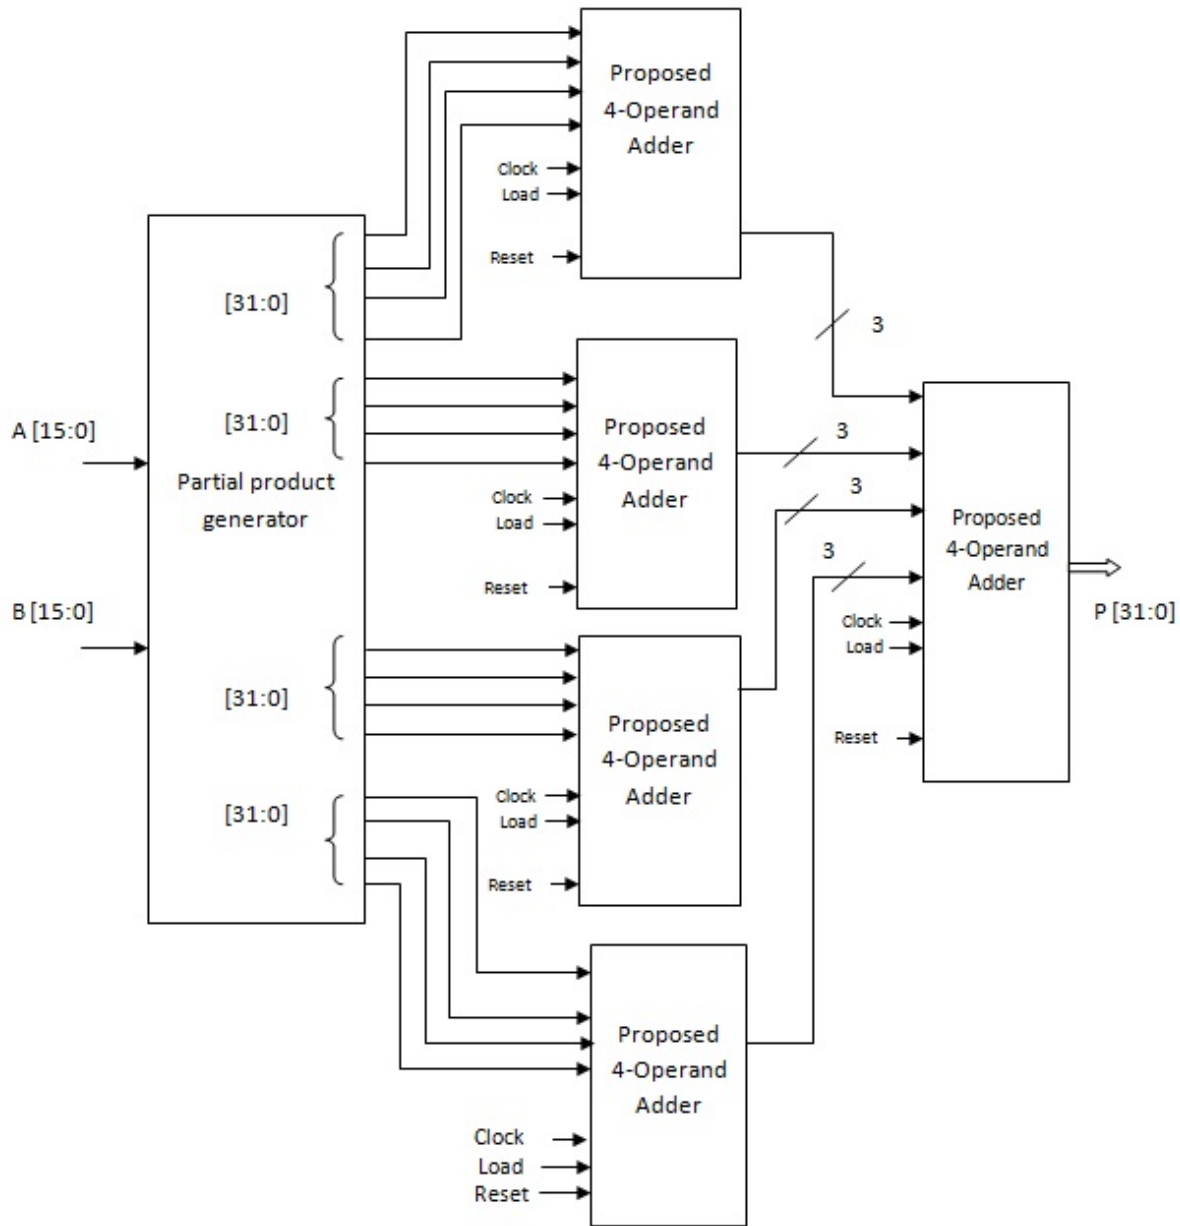 Proposed
4-Operand
Adder
Clock
Load
Reset
[31:0]
3
[31:0]
A [15:0]
Partial product
generator
Proposed
4-Operand
Adder
Clock
Load
Reset
3
3
3
Proposed
4-Operand
Adder
Clock
Load
Reset
P [31:0]
B [15:0]
[31:0]
Proposed
4-Operand
Adder
Clock
Load
Reset
[31:0]
Proposed
4-Operand
Adder
Clock
Load
Reset